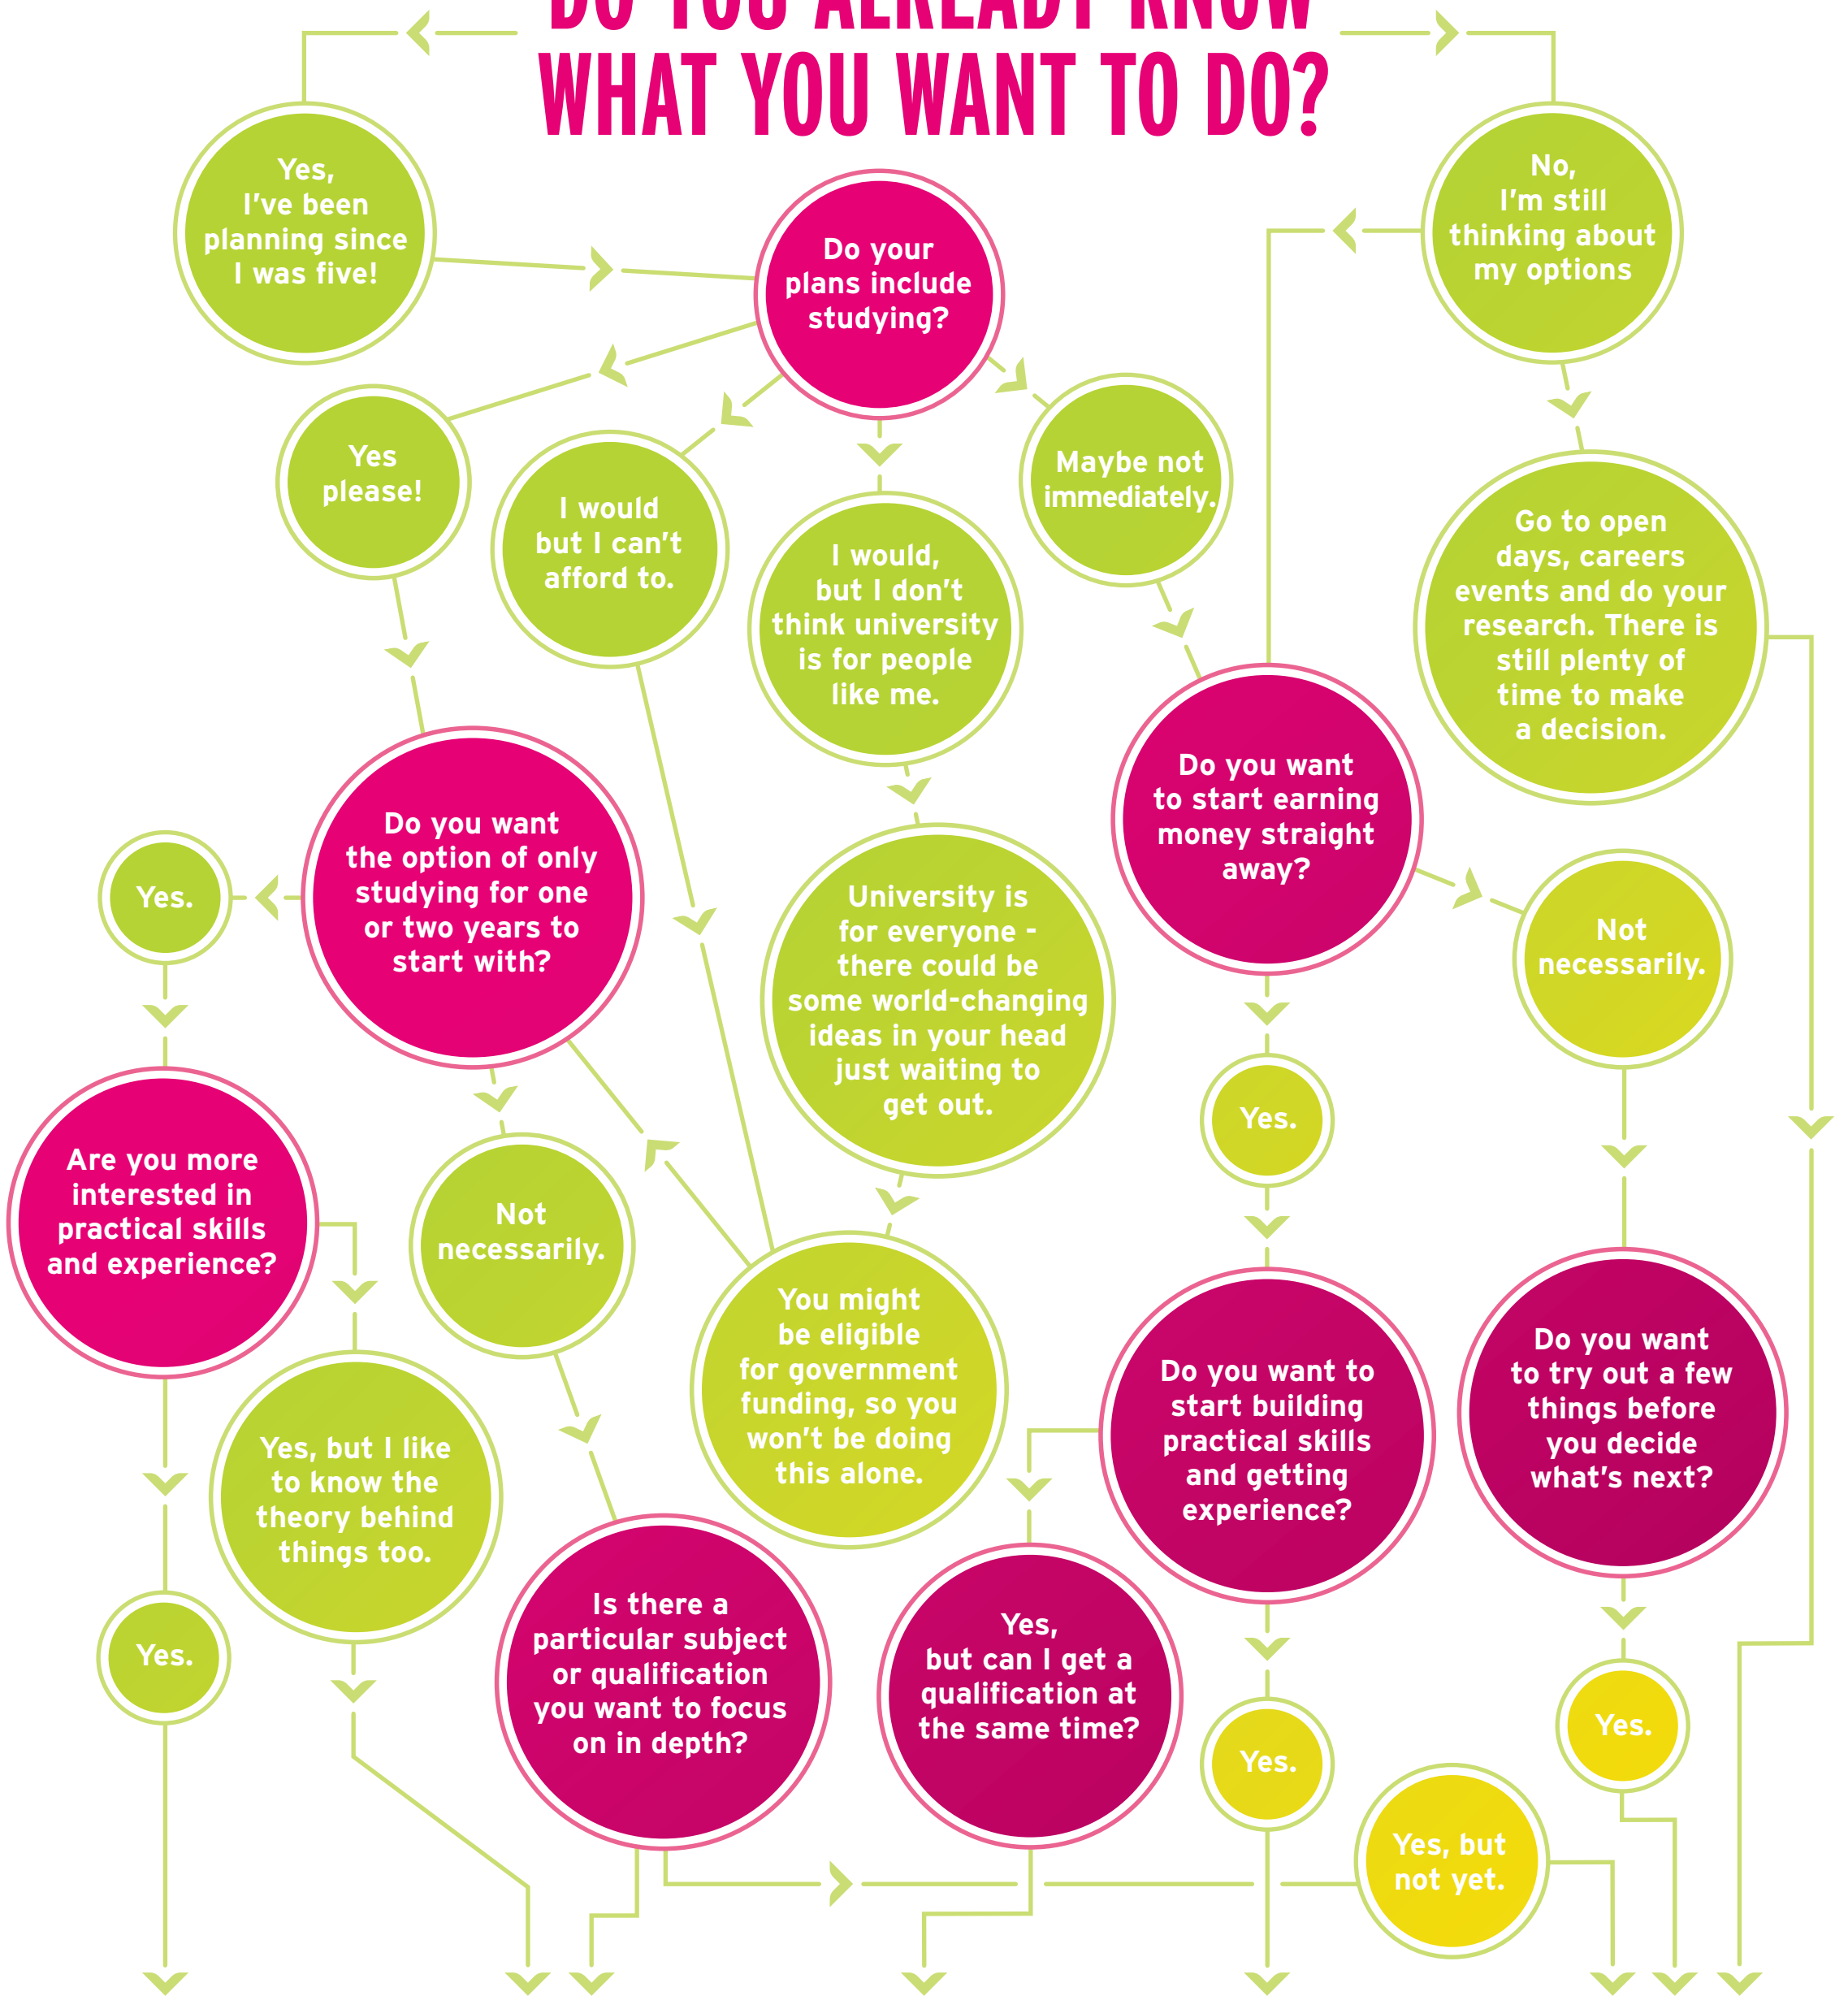 DO YOU ALREADY KNOW
WHAT YOU WANT TO DO?
Yes,
I've been
planning since
I was five!
Do your
plans include
studying?
No,
I'm still
thinking about
my options
Yes
please!
I would
but I can't
afford to.
I would,
but I don't
think university
is for people
like me.
Maybe not
immediately.
Go to open
days, careers
events and do your
research. There is
still plenty of
time to make
a decision.
Do you want
the option of only
studying for one
or two years to
start with?
Yes.
University is
for everyone -
there could be
some world-changing
ideas in your head
just waiting to
get out.
Do you want
to start earning
money straight
away?
Not
necessarily.
Yes.
Are you more
interested in
practical skills
and experience?
Not
necessarily.
You might
be eligible
for government
funding, so you
won't be doing
this alone.
Do you want to
start building
practical skills
and getting
experience?
Do you want
to try out a few
things before
you decide
what's next?
Yes, but I like
to know the
theory behind
things too.
Yes.
Is there a
particular subject
or qualification
you want to focus
on in depth?
Yes,
but can I get a
qualification at
the same time?
Yes.
Yes.
Yes, but
not yet.